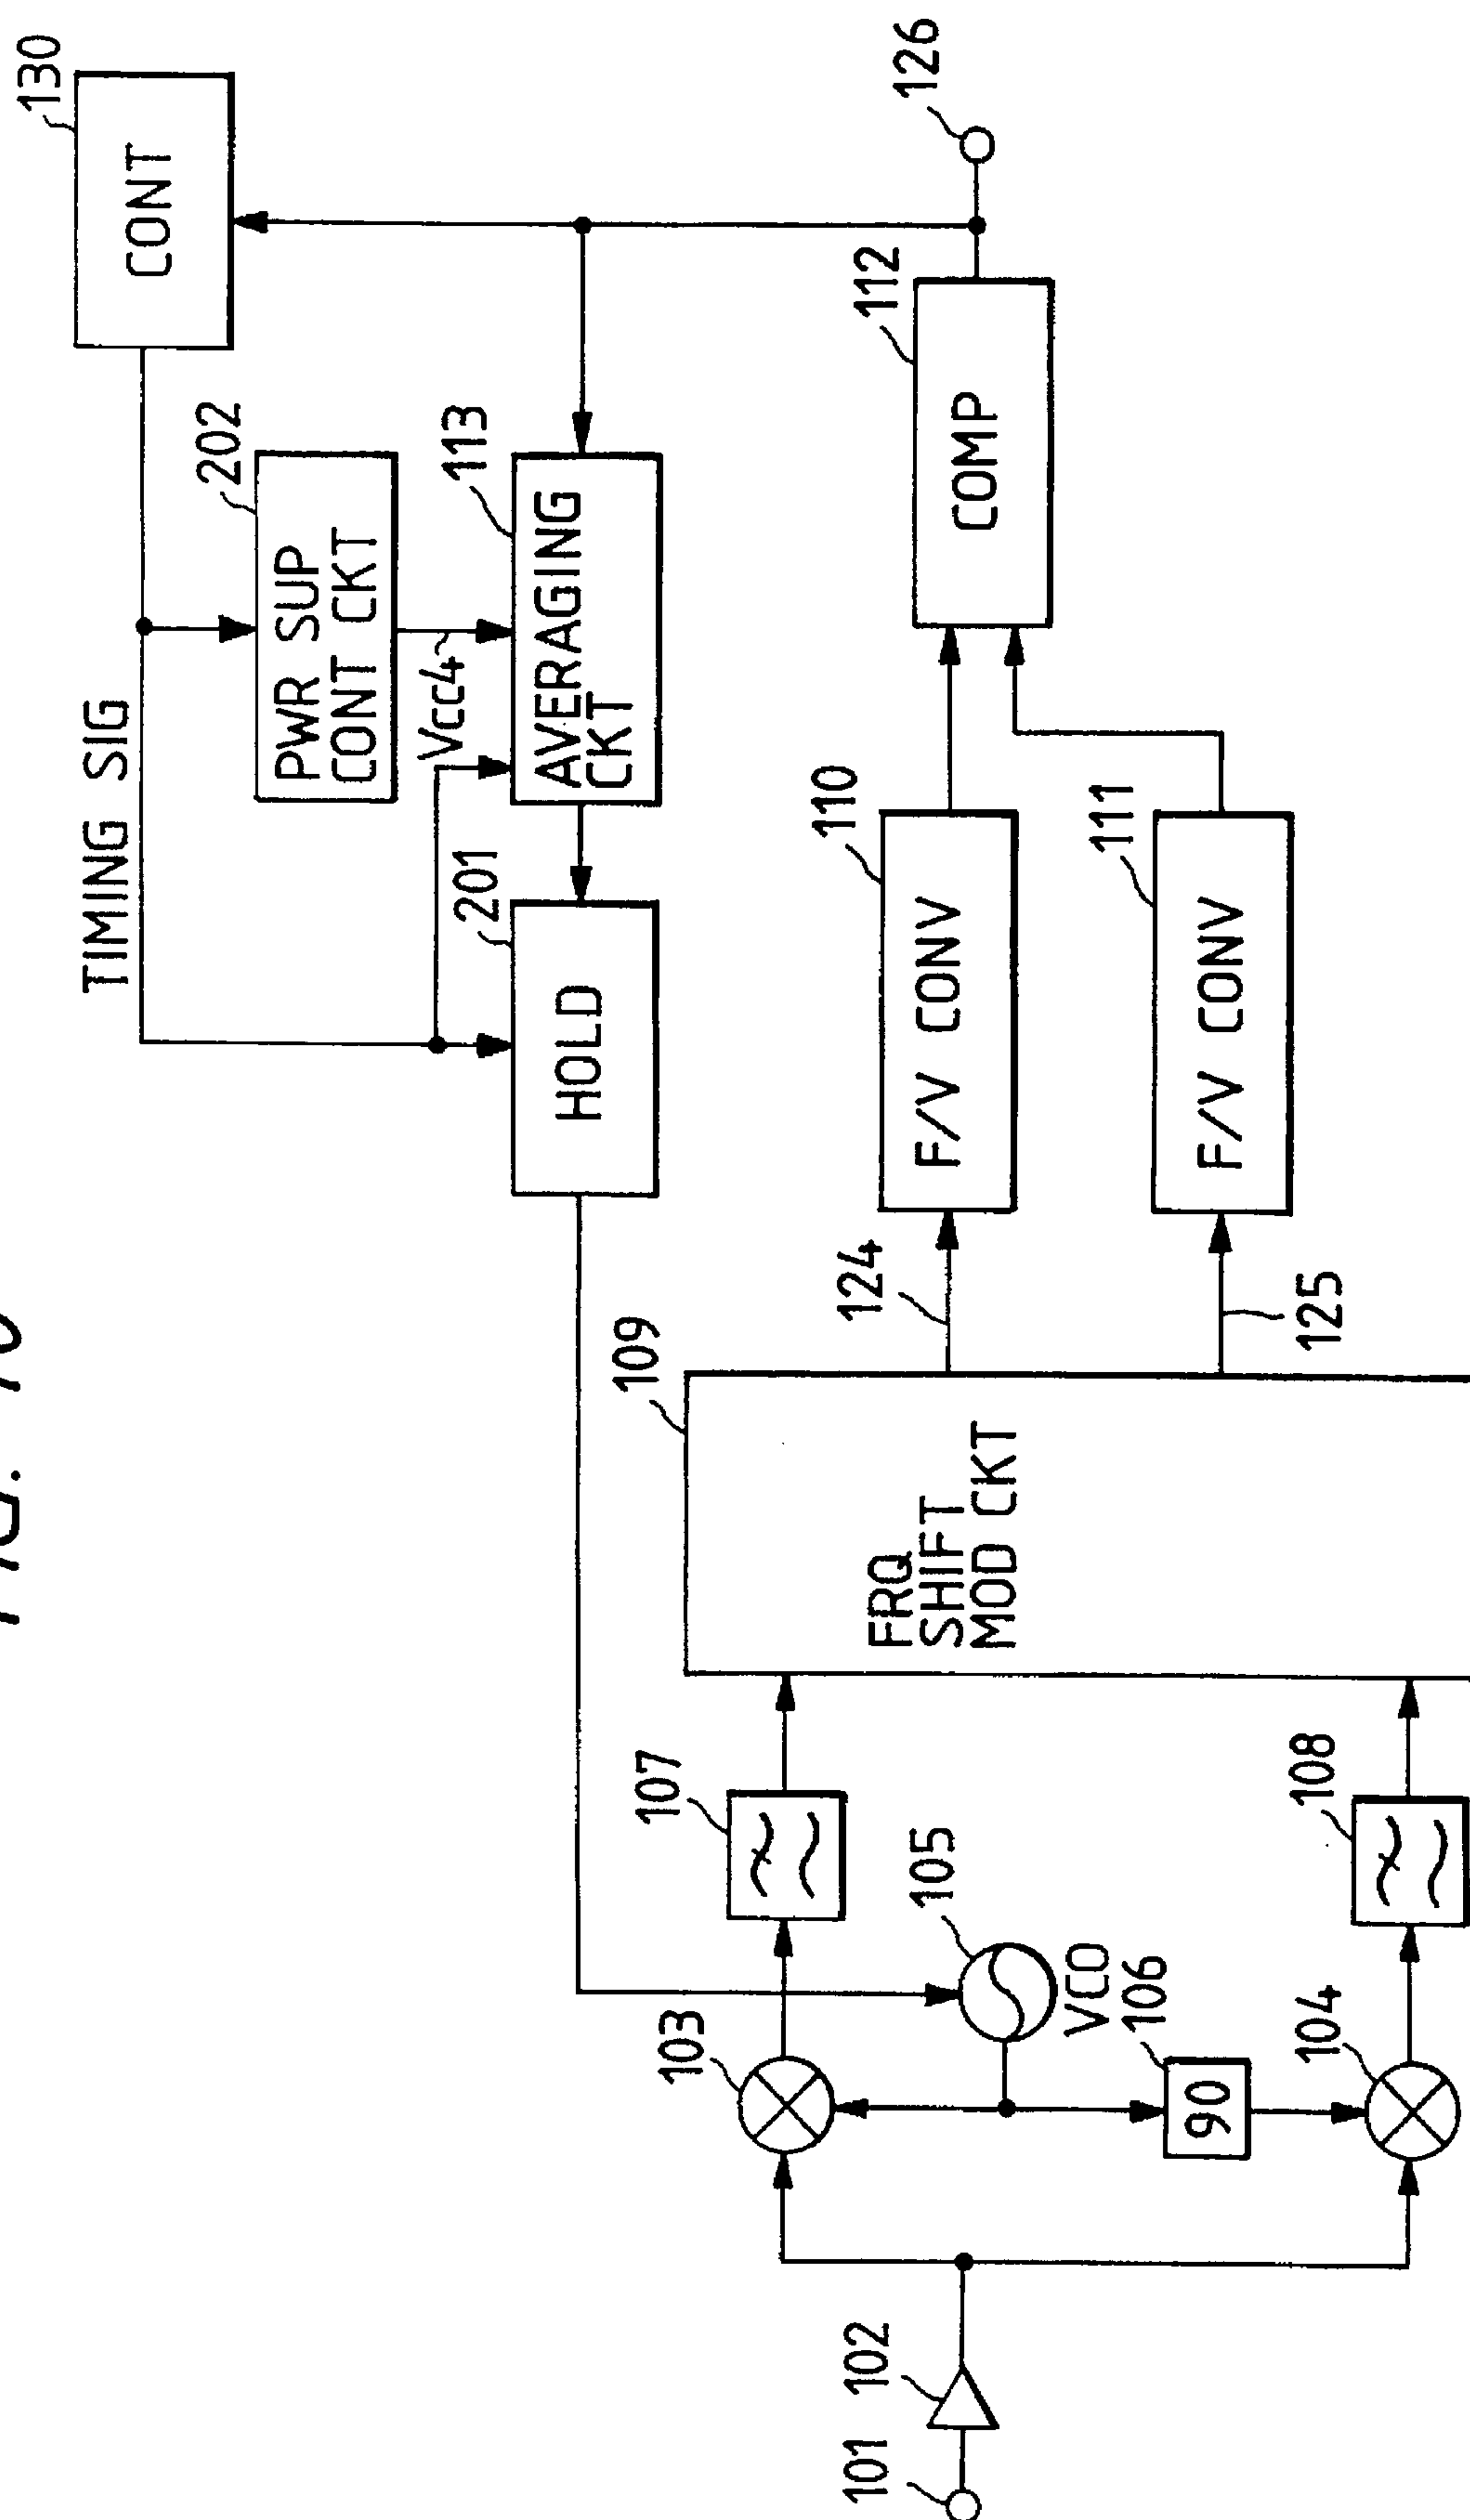 130
CONT
126
TIMING SIG
202
PWR SUP
CONT CKT
113
112
Vcc4
AVERAGING
CKT
COMP
201
HOLD
110
F/V CONV
111
F/V CONV
109
124
125
FRQ
SHIFT
MOD CKT
107
105
VCO
108
103
106
90
104
101
102